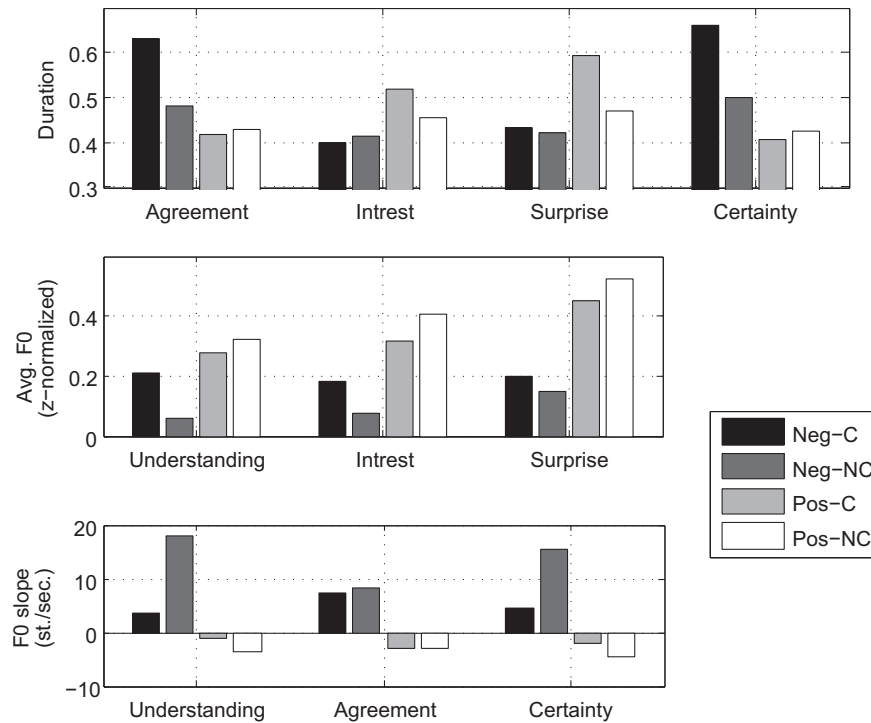 0.6
0.5
0.4
0.3
Duration
Agreement Intrest Surprise Certainty
0.4
0.2
0
Avg. F0
(z−normalized)
Understanding Intrest Surprise
Neg−C
Neg−NC
Pos−C
Pos−NC
20
10
0
−10
F0 slope
(st./sec.)
Understanding Agreement Certainty